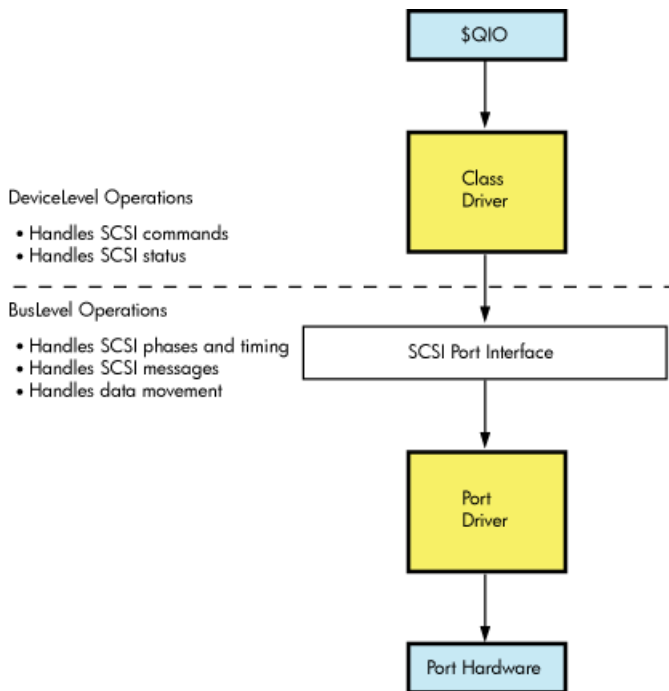 $QIO
Class
Driver
DeviceLevel Operations
• Handles SCSI commands
• Handles SCSI status
BusLevel Operations
• Handles SCSI phases and timing
• Handles SCSI messages
• Handles data movement
SCSI Port Interface
Port
Driver
Port Hardware